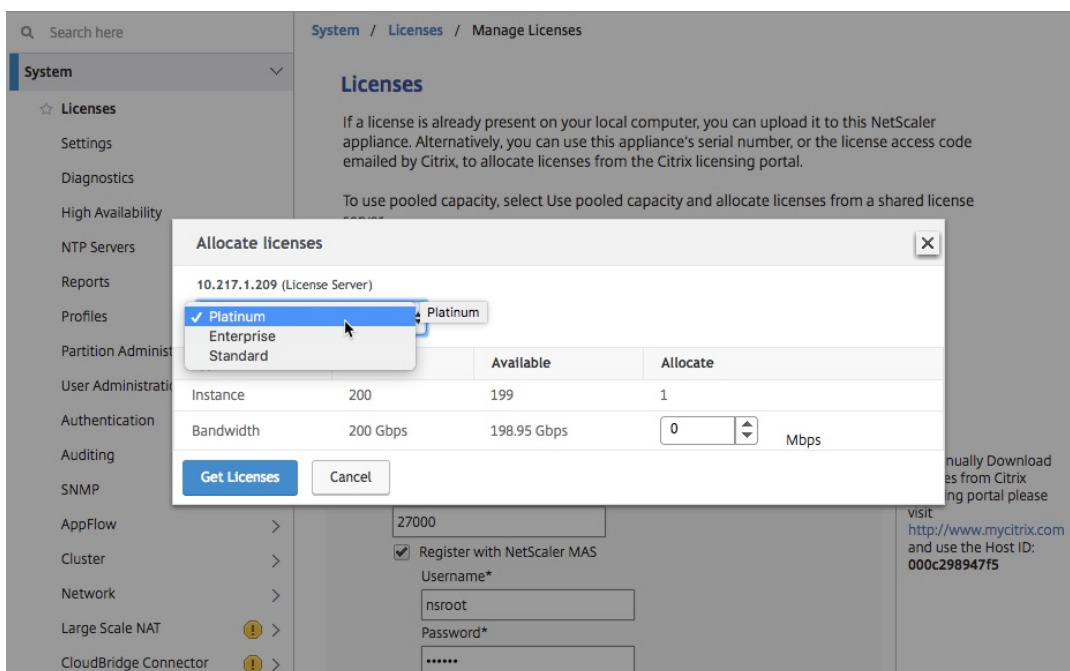 Search here
System
Licenses
Settings
Diagnostics
High Availability
NTP Servers
Reports
Profiles
Partition Administ
User Administratio
Authentication
Auditing
SNMP
AppFlow
Cluster
Network
Large Scale NAT
CloudBridge Connector
System / Licenses / Manage Licenses
Licenses
If a license is already present on your local computer, you can upload it to this NetScaler
appliance. Alternatively, you can use this appliance's serial number, or the license access code
emailed by Citrix, to allocate licenses from the Citrix licensing portal.
To use pooled capacity, select Use pooled capacity and allocate licenses from a shared license
Allocate licenses
10.217.1.209 (License Server)
✓ Platinum
Enterprise
Standard
Platinum
Available Allocate
Instance 200 199 1
Bandwidth 200 Gbps 198.95 Gbps 0 Mbps
Get Licenses Cancel
27000
Register with NetScaler MAS
Username*
nsroot
Password*
••••••
nually Download
es from Citrix
ng portal please
visit
http://www.mycitrix.com
and use the Host ID:
000c298947f5